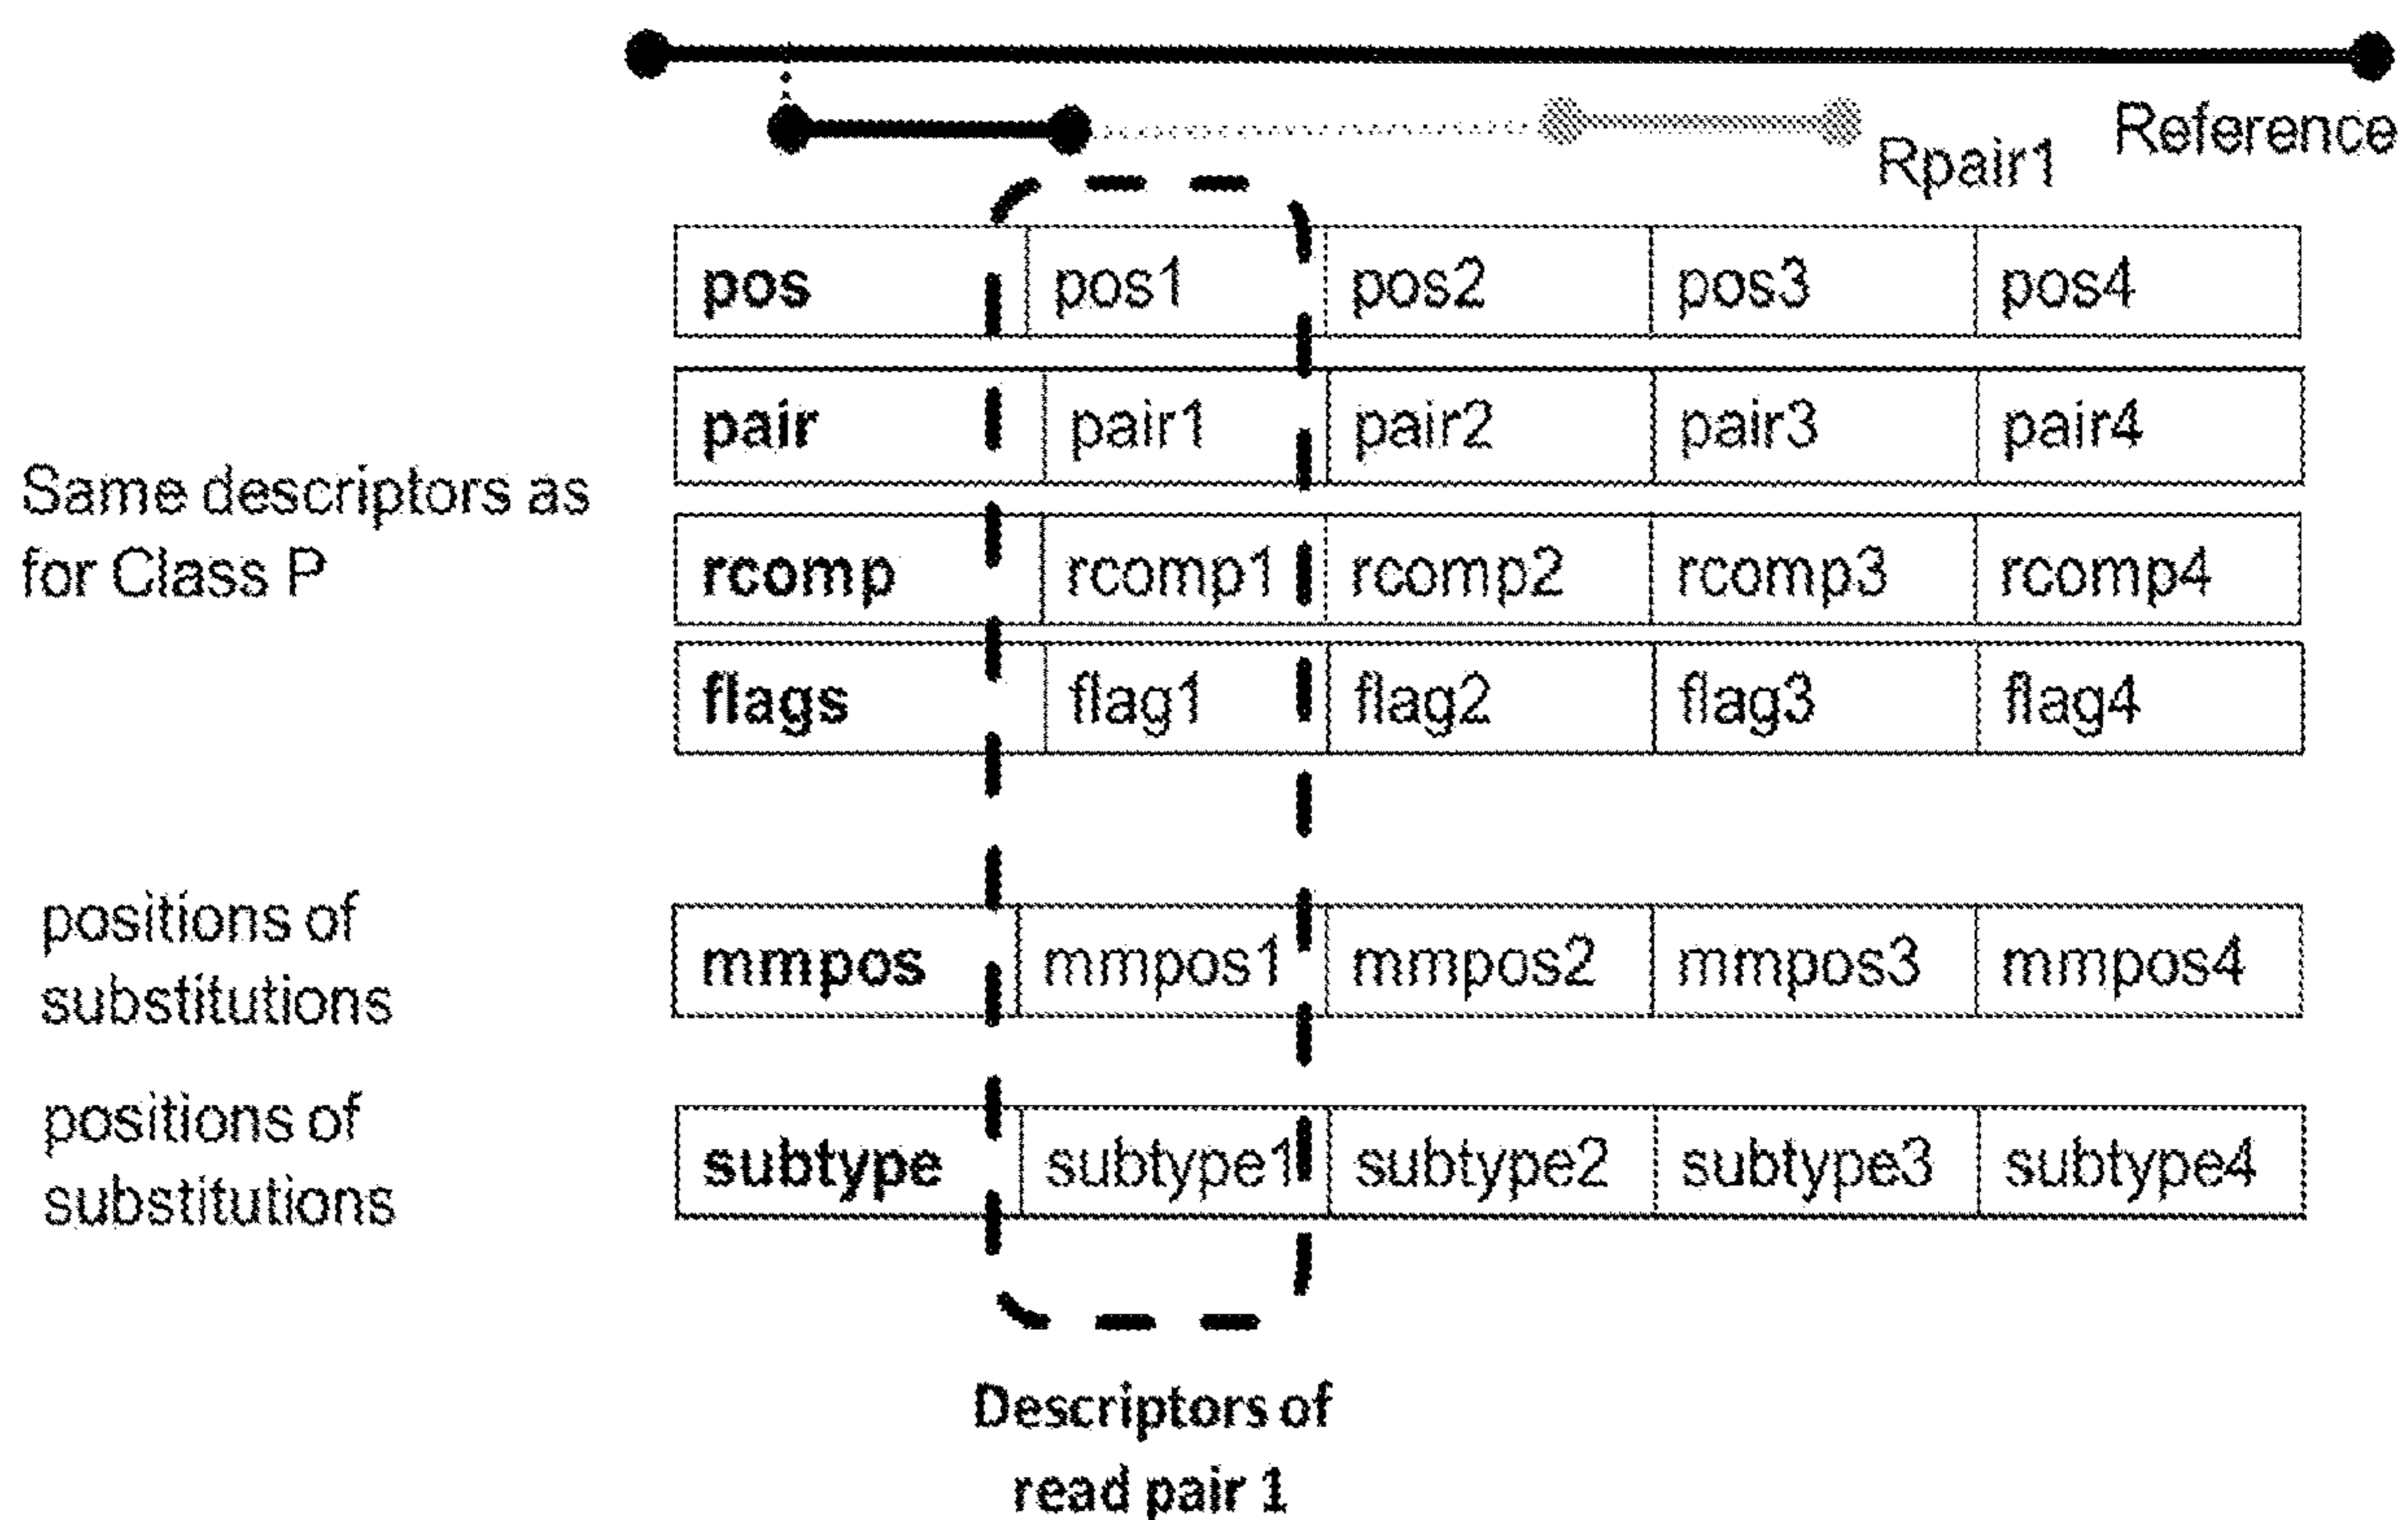 Reference
Rpair1
pos pos1 pos2 pos3 pos4
pair pair1 pair2 pair3 pair4
Same descriptors as
for Class P
rcomp rcomp1 rcomp2 rcomp3 rcomp4
flags flag1 flag2 flag3 flag4
positions of
substitutions
mmpos mmpos1 mmpos2 mmpos3 mmpos4
positions of
substitutions
subtype subtype1 subtype2 subtype3 subtype4
Descriptors of
read pair 1